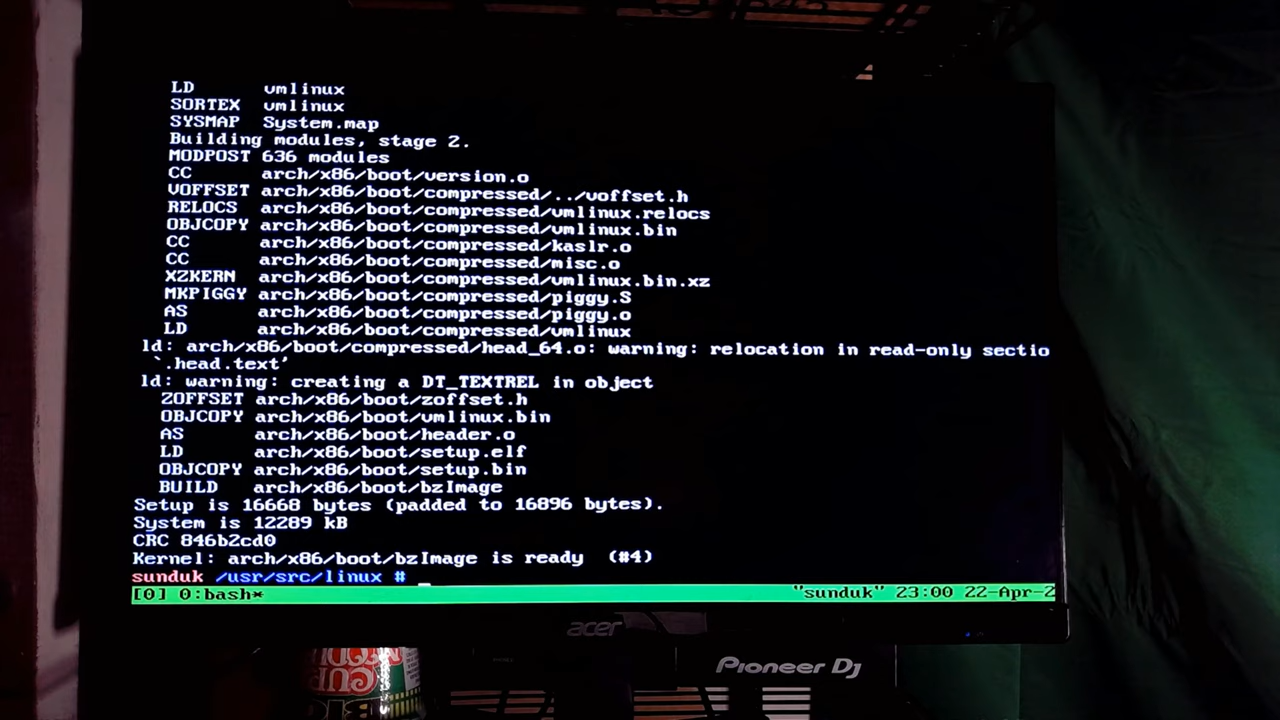 LD vmlinux
SORTEX vmlinux
SYSMAP System.map
Building modules, stage 2.
MODPOST 636 modules
CC arch/x86/boot/version.o
VOFFSET arch/x86/boot/compressed/../voffset.h
RELOCS arch/x86/boot/compressed/vmlinux.relocs
OBJCOPY arch/x86/boot/compressed/vmlinux.bin
CC arch/x86/boot/compressed/kaslr.o
CC arch/x86/boot/compressed/misc.o
XZKERN arch/x86/boot/compressed/vmlinux.bin.xz
MKPIGGY arch/x86/boot/compressed/piggy.S
AS arch/x86/boot/compressed/piggy.o
LD arch/x86/boot/compressed/vmlinux
ld: arch/x86/boot/compressed/head_64.o: warning: relocation in read-only sectio
`.head.text'
ld: warning: creating a DT_TEXTREL in object
ZOFFSET arch/x86/boot/zoffset.h
OBJCOPY arch/x86/boot/vmlinux.bin
AS arch/x86/boot/header.o
LD arch/x86/boot/setup.elf
OBJCOPY arch/x86/boot/setup.bin
BUILD arch/x86/boot/bzImage
Setup is 16668 bytes (padded to 16896 bytes).
System is 12289 kB
CRC 846b2cd0
Kernel: arch/x86/boot/bzImage is ready (#4)
sunduk /usr/src/linux # _
[0] 0:bash* "sunduk" 23:00 22-Apr-2
acer
Pioneer Dj